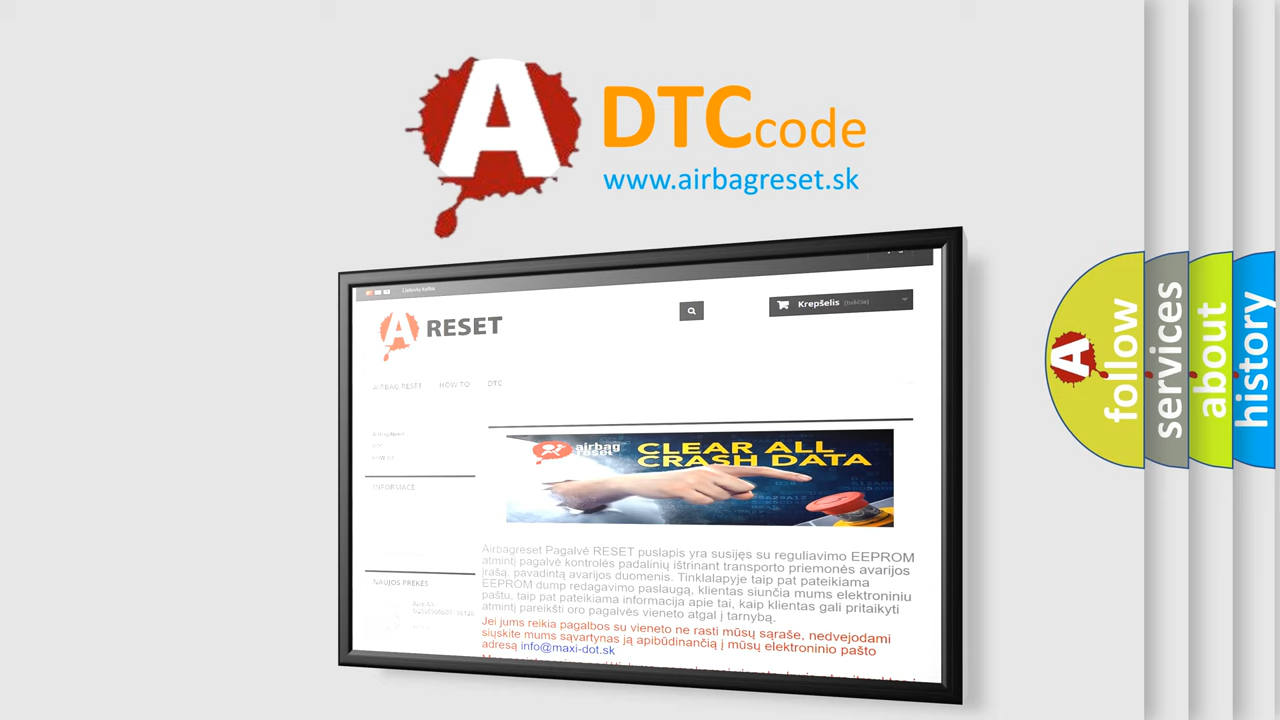 A
DTCcode
www.airbagreset.sk
Lietuvių kalba
A RESET
Krepšelis (tuščia)
AIRBAG RESET HOW TO DTC
CLEAR ALL
CRASH DATA
airbag
reset
INFORMACE
NAUJOS PREKĖS
Airbagreset Pagalvė RESET puslapis yra susijęs su reguliavimo EEPROM
atmintį pagalvė kontrolės padalinių ištrinant transporto priemonės avarijos
įrašą, pavadintą avarijos duomenis. Tinklalapyje taip pat pateikiama
EEPROM dump redagavimo paslaugą, klientas siunčia mums elektroniniu
paštu, taip pat pateikiama informacija apie tai, kaip klientas gali pritaikyti
atmintį pareikšti oro pagalvės vieneto atgal į tarnybą.
Jei jums reikia pagalbos su vieneto ne rasti mūsų sąraše, nedvejodami
siųskite mums sąvartynas ją apibūdinančią į mūsų elektroninio pašto
adresą info@maxi-dot.sk
A
follow
services
about
history